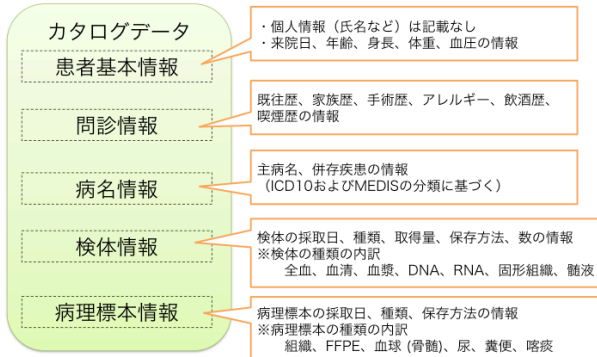 カタログデータ
患者基本情報
・個人情報（氏名など）は記載なし
・来院日、年齢、身長、体重、血圧の情報
問診情報
既往歴、家族歴、手術歴、アレルギー、飲酒歴、
喫煙歴の情報
病名情報
主病名、併存疾患の情報
（ICD10およびMEDISの分類に基づく）
検体情報
検体の採取日、種類、取得量、保存方法、数の情報
※検体の種類の内訳
全血、血清、血漿、DNA、RNA、固形組織、髄液
病理標本情報
病理標本の採取日、種類、保存方法の情報
※病理標本の種類の内訳
組織、FFPE、血球 (骨髄)、尿、糞便、喀痰